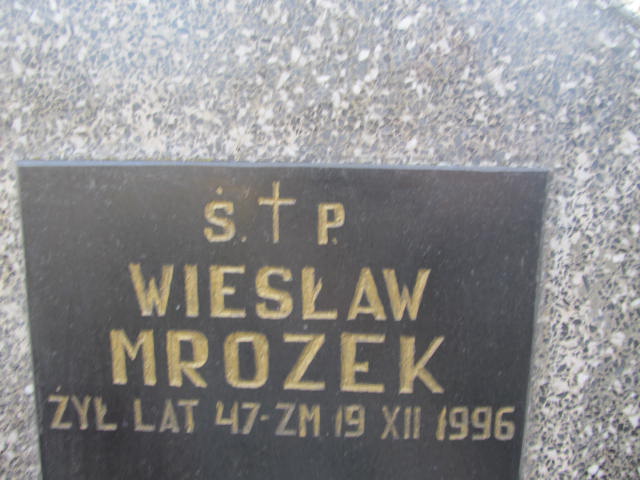 Ś.†P.
WIESŁAW
MROZEK
ŻYŁ LAT 47-ZM 19 XII 1996